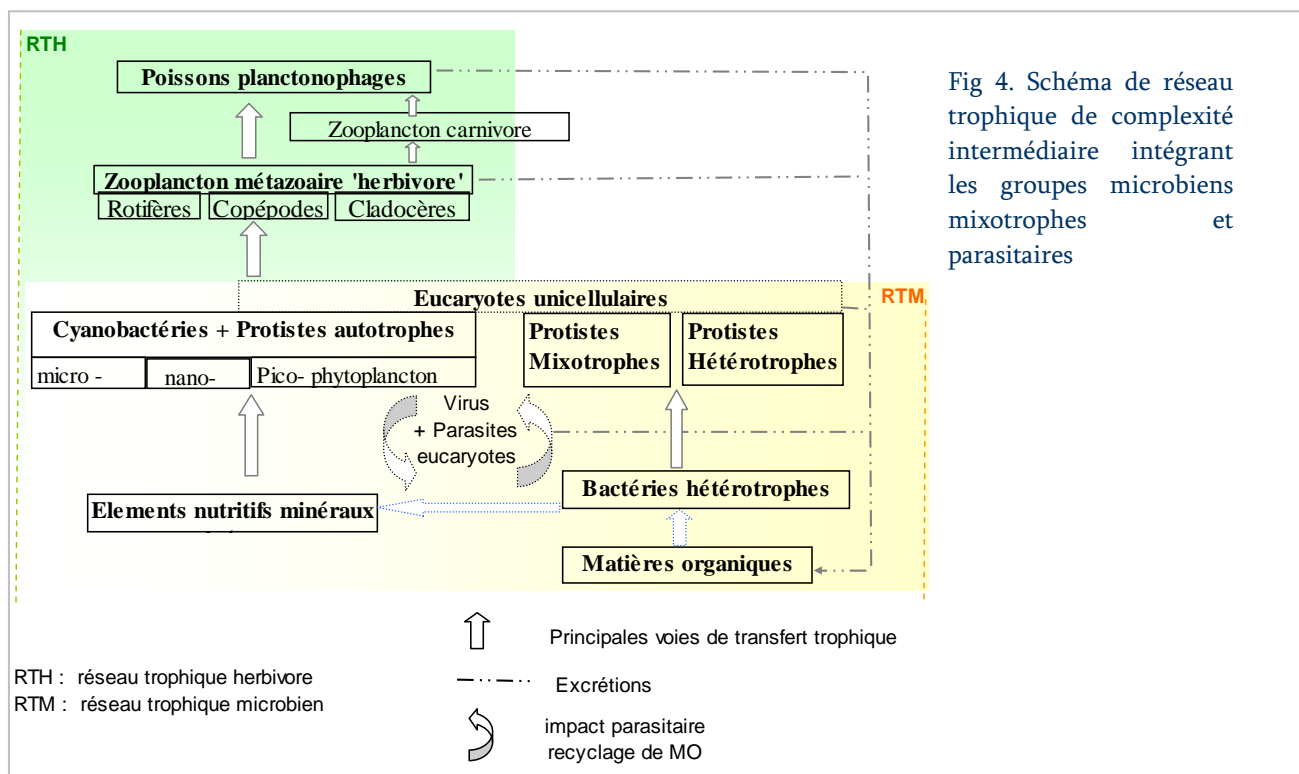 RTH
Poissons planctonophages
Zooplancton carnivore
Zooplancton métazoaire 'herbivore'
Rotifères
Copépodes
Cladocères
Fig 4. Schéma de réseau
trophique de complexité
intermédiaire intégrant
les groupes microbiens
mixotrophes et
parasitaires
Eucaryotes unicellulaires
RTM
Cyanobactéries + Protistes autotrophes
micro -
nano-
Pico- phytoplancton
Protistes
Mixotrophes
Protistes
Hétérotrophes
Virus
+ Parasites
eucaryotes
Bactéries hétérotrophes
Elements nutritifs minéraux
Matières organiques
Principales voies de transfert trophique
RTH : réseau trophique herbivore
RTM : réseau trophique microbien
Excrétions
impact parasitaire
recyclage de MO